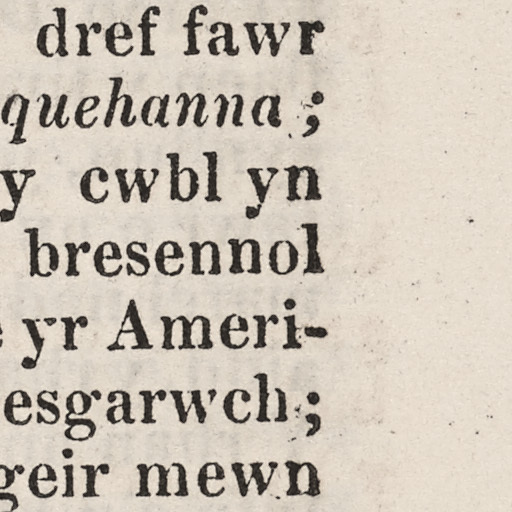 dref fawr
quehanna ;
y cwbl yn
bresennol
e yr Ameri-
esgarwch ;
geir mewn